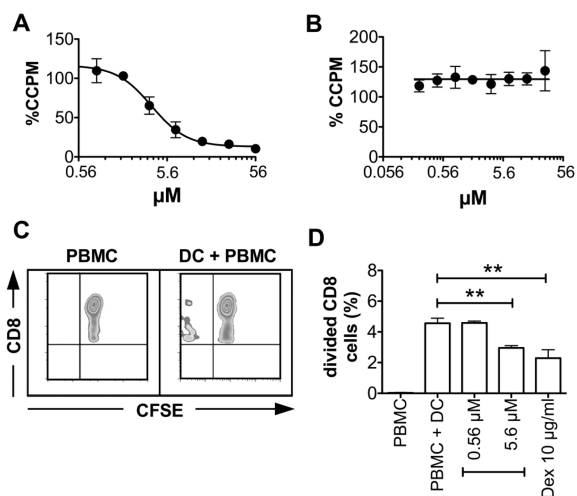 A
150
100
50
0
%CCPM
0.56
5.6
56
µM
B
200
150
100
50
0
% CCPM
0.056
0.56
5.6
56
µM
C
PBMC
DC + PBMC
CD8
CFSE
D
8
6
4
2
0
divided CD8
cells (%)
**
**
PBMC
PBMC + DC
0.56 µM
5.6 µM
Dex 10 µg/ml